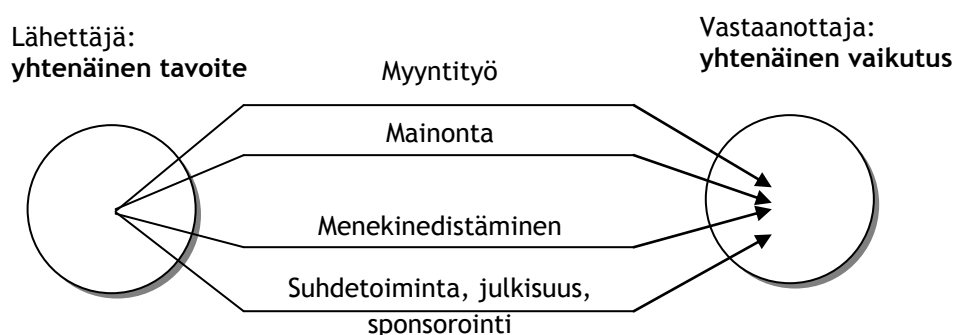 Lähettäjä:
yhtenäinen tavoite
Vastaanottaja:
yhtenäinen vaikutus
Myyntityö
Mainonta
Menekinedistäminen
Suhdetoiminta, julkisuus,
sponsorointi